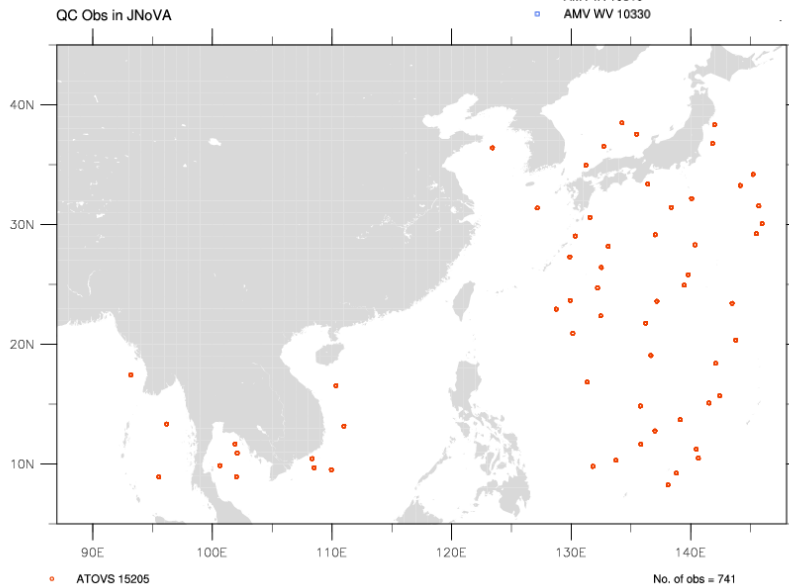 QC Obs in JNoVA
AMV WV 10330
40N
30N
20N
10N
90E 100E 110E 120E 130E 140E
ATOVS 15205
No. of obs = 741